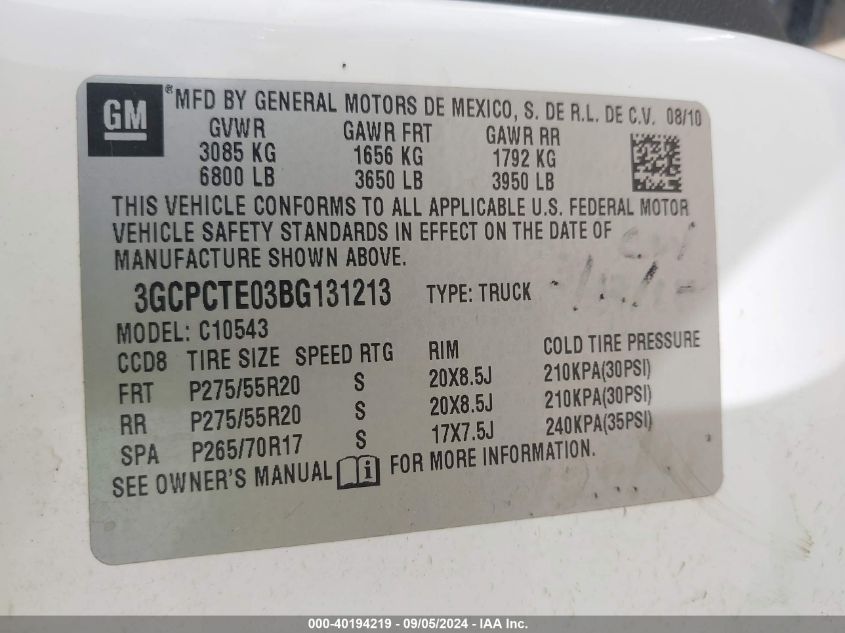 GM ® MFD BY GENERAL MOTORS DE MEXICO, S. DE R.L. DE C.V. 08/10
GVWR GAWR FRT GAWR RR
3085 KG 1656 KG 1792 KG
6800 LB 3650 LB 3950 LB
THIS VEHICLE CONFORMS TO ALL APPLICABLE U.S. FEDERAL MOTOR
VEHICLE SAFETY STANDARDS IN EFFECT ON THE DATE OF
MANUFACTURE SHOWN ABOVE.
3GCPCTE03BG131213 TYPE: TRUCK
MODEL: C10543
CCD8 TIRE SIZE SPEED RTG RIM COLD TIRE PRESSURE
FRT P275/55R20 S 20X8.5J 210KPA(30PSI)
RR P275/55R20 S 20X8.5J 210KPA(30PSI)
SPA P265/70R17 S 17X7.5J 240KPA(35PSI)
SEE OWNER'S MANUAL i FOR MORE INFORMATION.
000-40194219 - 09/05/2024 - IAA Inc.